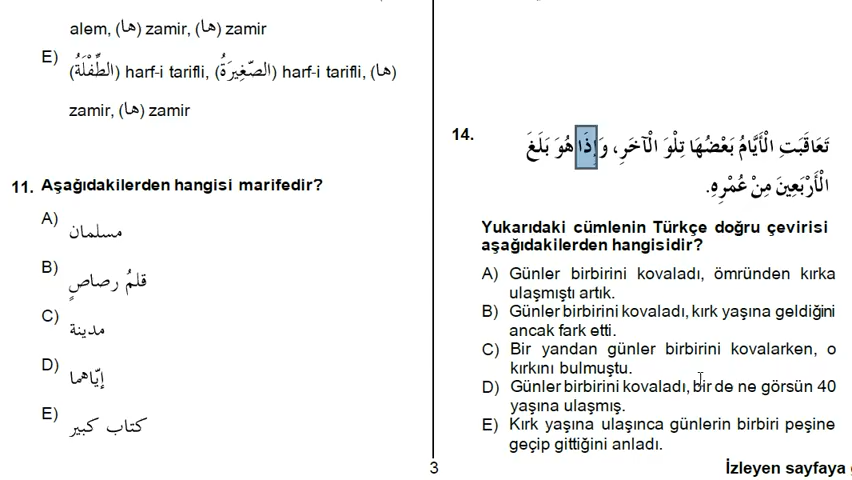 alem, (ها) zamir, (ها) zamir
E) (الطِّفْلَةُ) harf-i tarifli, (الصَّغِيرَةُ) harf-i tarifli, (ها)
zamir, (ها) zamir
11. Aşağıdakilerden hangisi marifedir?
A) مسلمان
B) قلمُ رصاصٍ
C) مدينة
D) إيّاهما
E) كتاب كبير
14. تَعَاقَبَتِ الْأَيَّامُ بَعْضُهَا تِلْوَ الْآخَرِ، وَإِذَا هُوَ بَلَغَ
الْأَرْبَعِينَ مِنْ عُمْرِهِ.
Yukarıdaki cümlenin Türkçe doğru çevirisi
aşağıdakilerden hangisidir?
A) Günler birbirini kovaladı, ömründen kırka
ulaşmıştı artık.
B) Günler birbirini kovaladı, kırk yaşına geldiğini
ancak fark etti.
C) Bir yandan günler birbirini kovalarken, o
kırkını bulmuştu.
D) Günler birbirini kovaladı, bir de ne görsün 40
yaşına ulaşmış.
E) Kırk yaşına ulaşınca günlerin birbiri peşine
geçip gittiğini anladı.
3
İzleyen sayfaya